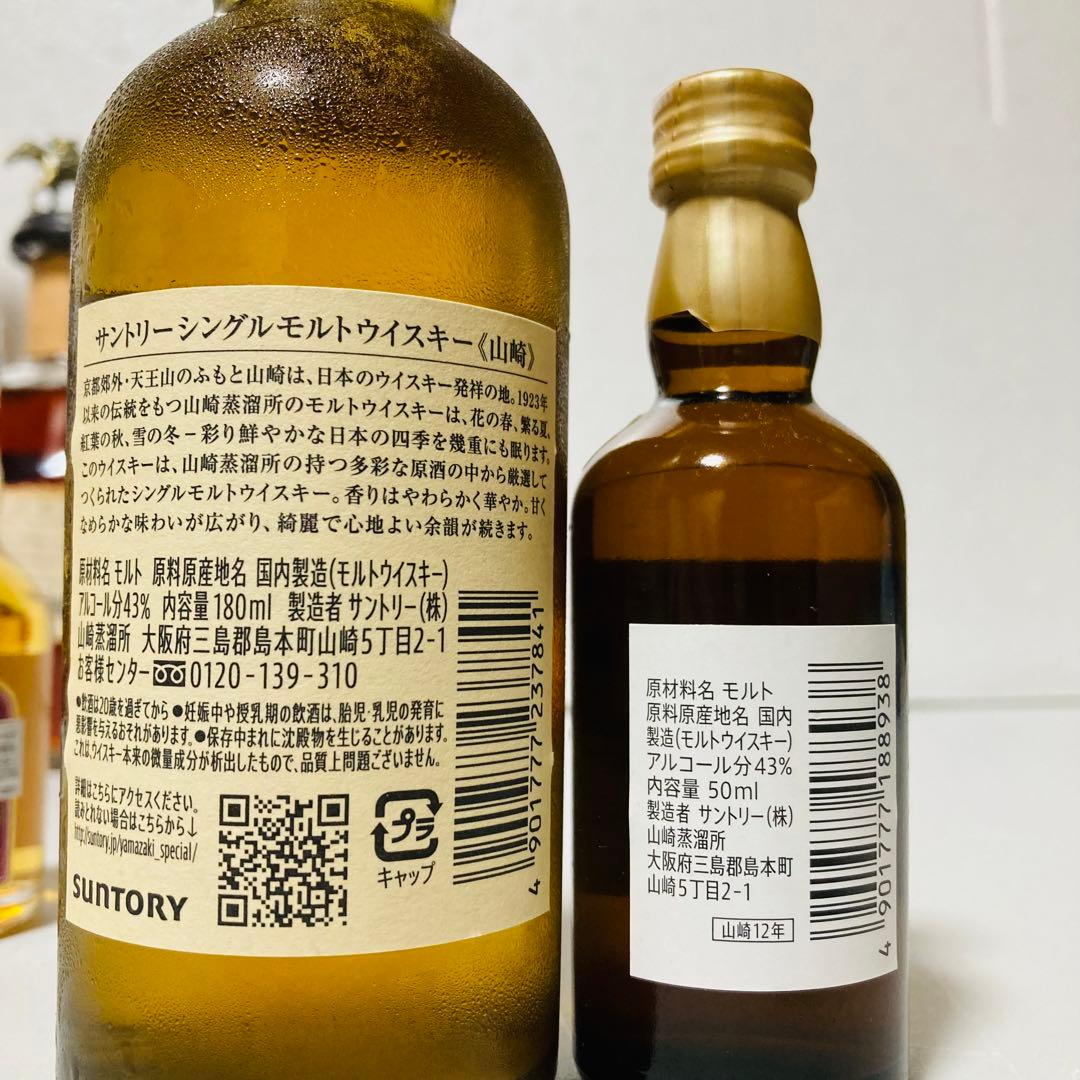 サントリーシングルモルトウイスキー《山崎》
京都郊外・天王山のふもと山崎は、日本のウイスキー発祥の地。1923年
以来の伝統をもつ山崎蒸溜所のモルトウイスキーは、花の春、繁る夏、
紅葉の秋、雪の冬－彩り鮮やかな日本の四季を幾重にも眠ります。
このウイスキーは、山崎蒸溜所の持つ多彩な原酒の中から厳選して
つくられたシングルモルトウイスキー。香りはやわらかく華やか。甘く
なめらかな味わいが広がり、綺麗で心地よい余韻が続きます。
原材料名 モルト 原料原産地名 国内製造(モルトウイスキー)
アルコール分43% 内容量 180ml 製造者 サントリー(株)
山崎蒸溜所 大阪府三島郡島本町山崎5丁目2-1
お客様センター 0120-139-310
●飲酒は20歳を過ぎてから ●妊娠中や授乳期の飲酒は、胎児・乳児の発育に
悪影響を与えるおそれがあります。●保存中まれに沈殿物を生じることがあります。
これは、ウイスキー本来の微量成分が析出したもので、品質上問題ございません。
詳細はこちらにアクセスください。
読みとれない場合はこちらから↓
http://suntory.jp/yamazaki_special/
SUNTORY
プラ
キャップ
4 901777 237841
原材料名 モルト
原料原産地名 国内
製造(モルトウイスキー)
アルコール分43%
内容量 50ml
製造者 サントリー(株)
山崎蒸溜所
大阪府三島郡島本町
山崎5丁目2-1
山崎12年
4 901777 188938